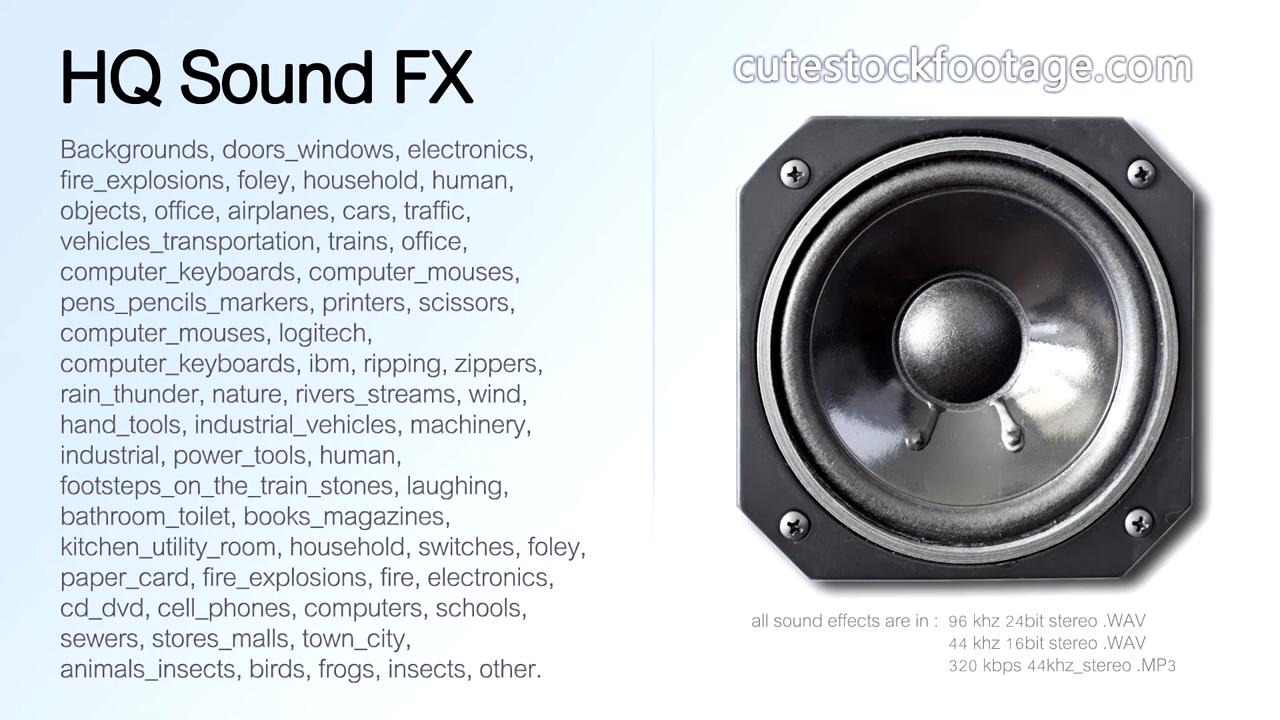 HQ Sound FX
cutestockfootage.com
Backgrounds, doors_windows, electronics,
fire_explosions, foley, household, human,
objects, office, airplanes, cars, traffic,
vehicles_transportation, trains, office,
computer_keyboards, computer_mouses,
pens_pencils_markers, printers, scissors,
computer_mouses, logitech,
computer_keyboards, ibm, ripping, zippers,
rain_thunder, nature, rivers_streams, wind,
hand_tools, industrial_vehicles, machinery,
industrial, power_tools, human,
footsteps_on_the_train_stones, laughing,
bathroom_toilet, books_magazines,
kitchen_utility_room, household, switches, foley,
paper_card, fire_explosions, fire, electronics,
cd_dvd, cell_phones, computers, schools,
sewers, stores_malls, town_city,
animals_insects, birds, frogs, insects, other.
all sound effects are in : 96 khz 24bit stereo .WAV
44 khz 16bit stereo .WAV
320 kbps 44khz_stereo .MP3